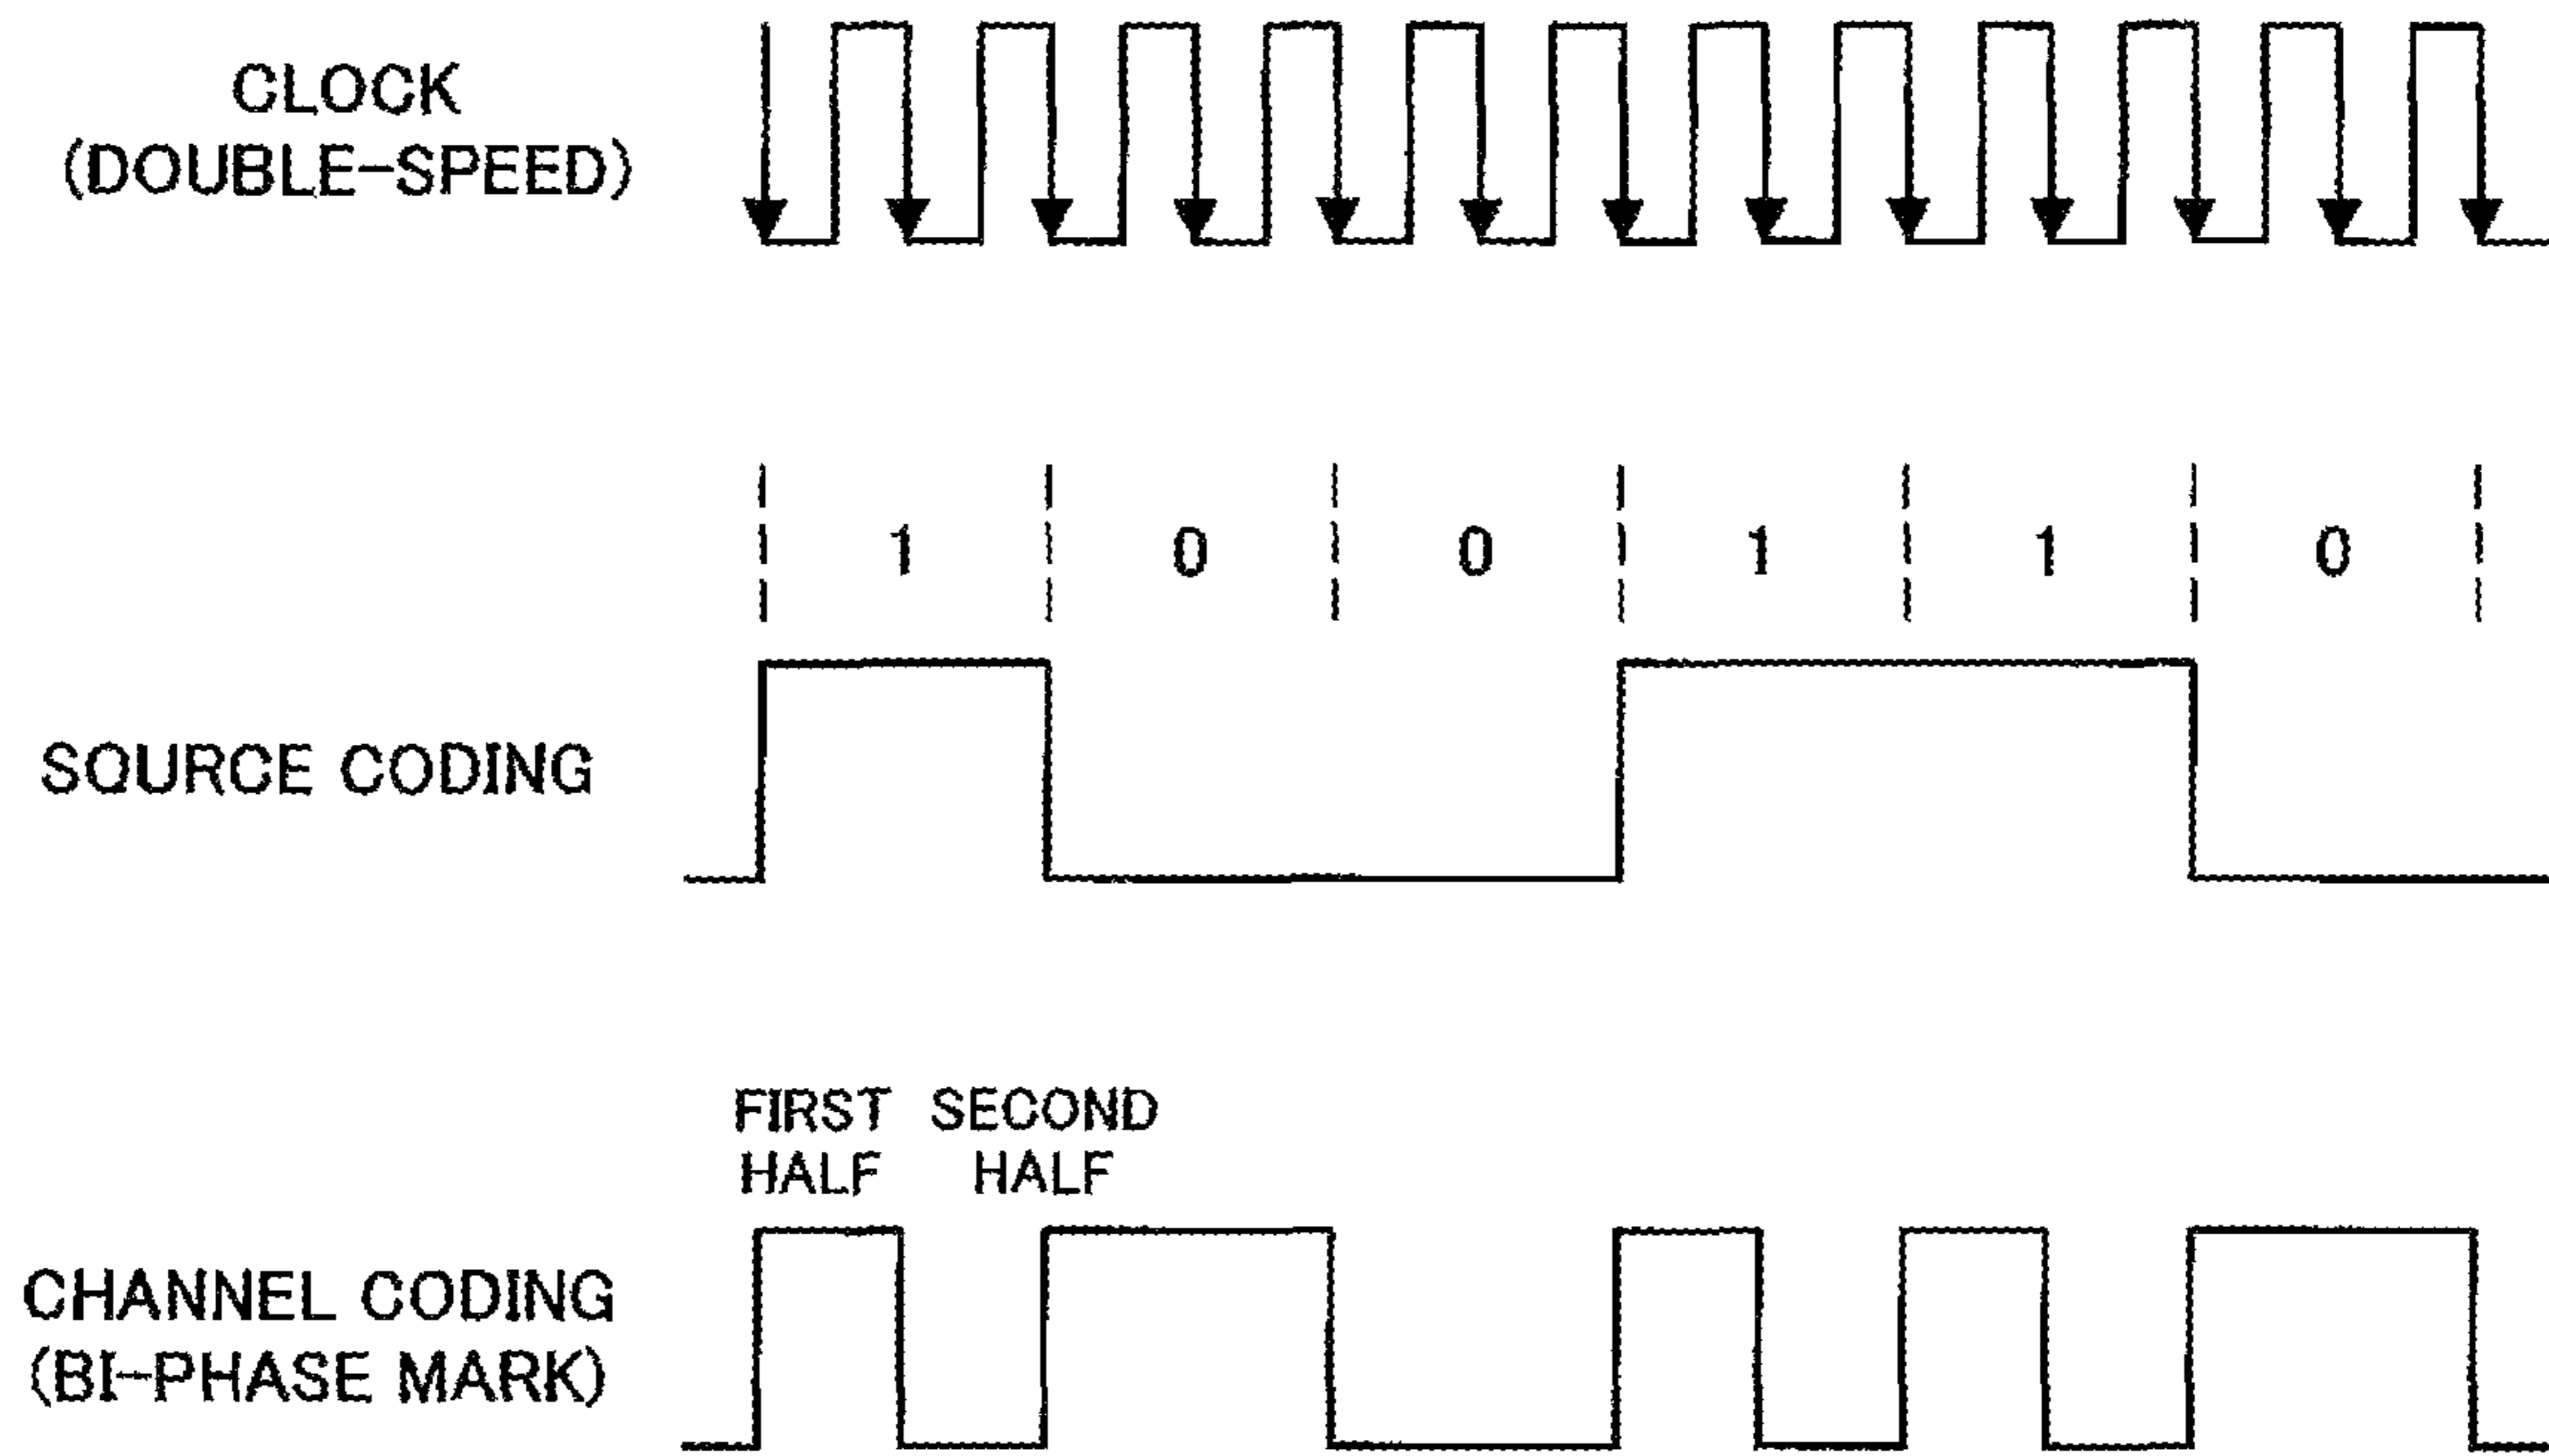 CLOCK
(DOUBLE-SPEED)
1 0 0 1 1 0
SOURCE CODING
FIRST SECOND
HALF HALF
CHANNEL CODING
(BI-PHASE MARK)